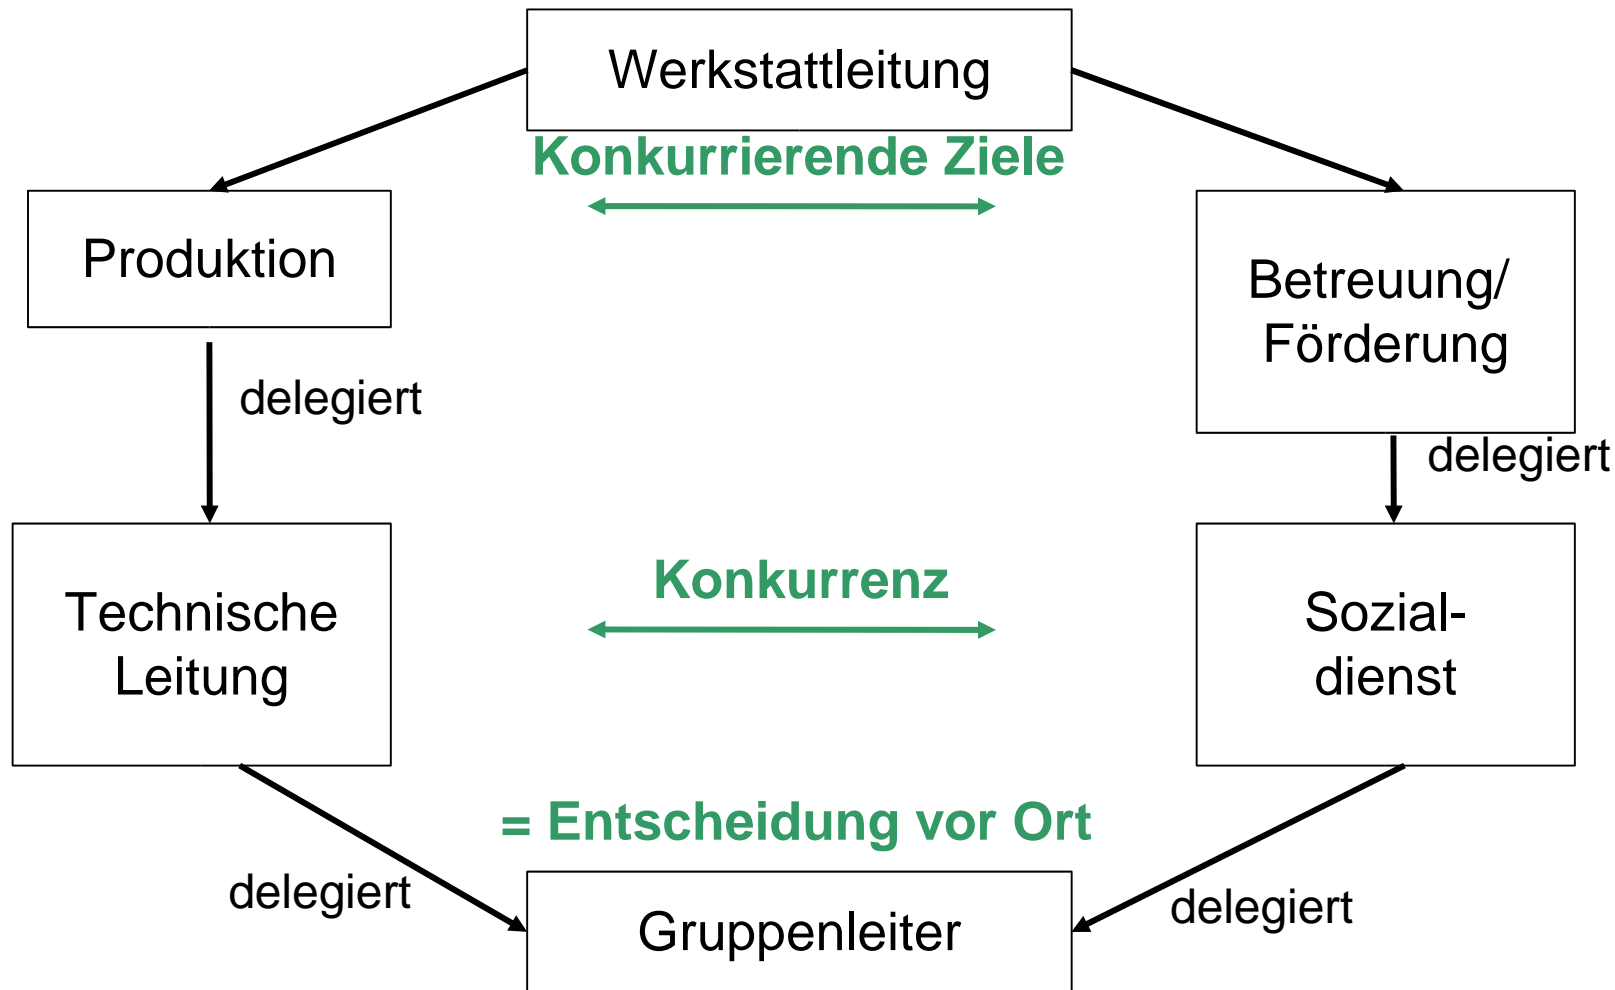 Werkstattleitung
Konkurrierende Ziele
Produktion
Betreuung/
Förderung
delegiert
delegiert
Technische
Leitung
Konkurrenz
Sozial-
dienst
= Entscheidung vor Ort
delegiert
delegiert
Gruppenleiter